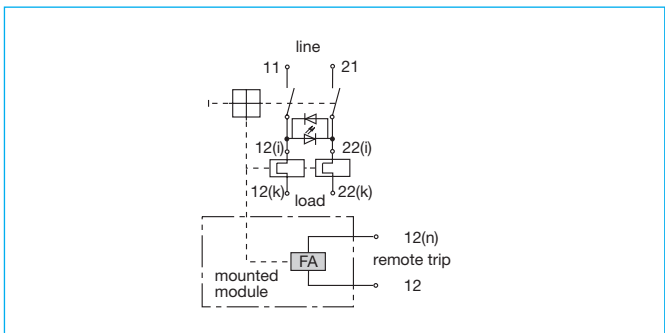 line
11 21
12(i) 22(i)
12(k) 22(k)
load
12(n)
FA remote trip
mounted
module
12